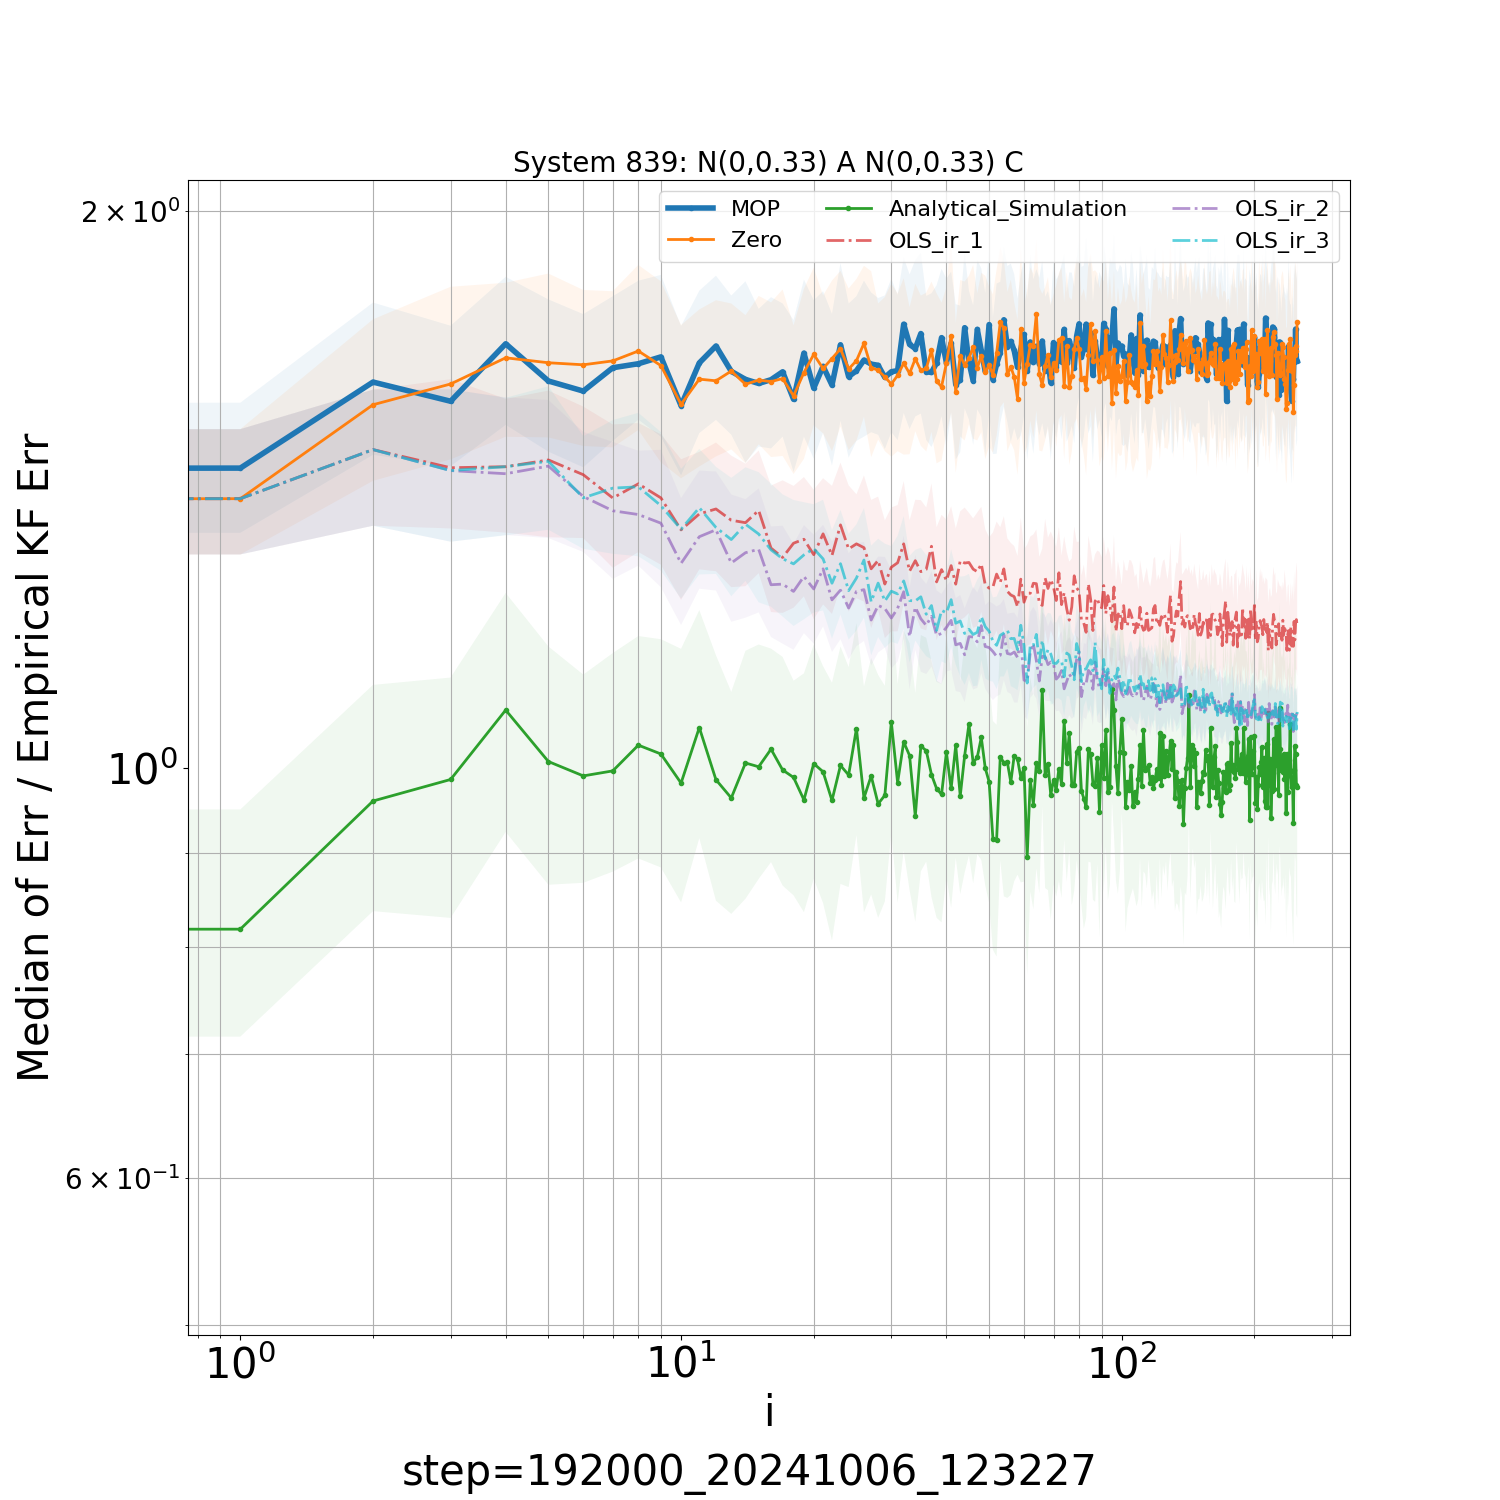 System 839: N(0,0.33) A N(0,0.33) C
MOP
Zero
Analytical_Simulation
OLS_ir_1
OLS_ir_2
OLS_ir_3
2 × 10⁰
10⁰
6 × 10⁻¹
Median of Err / Empirical KF Err
10⁰ 10¹ 10²
i
step=192000_20241006_123227